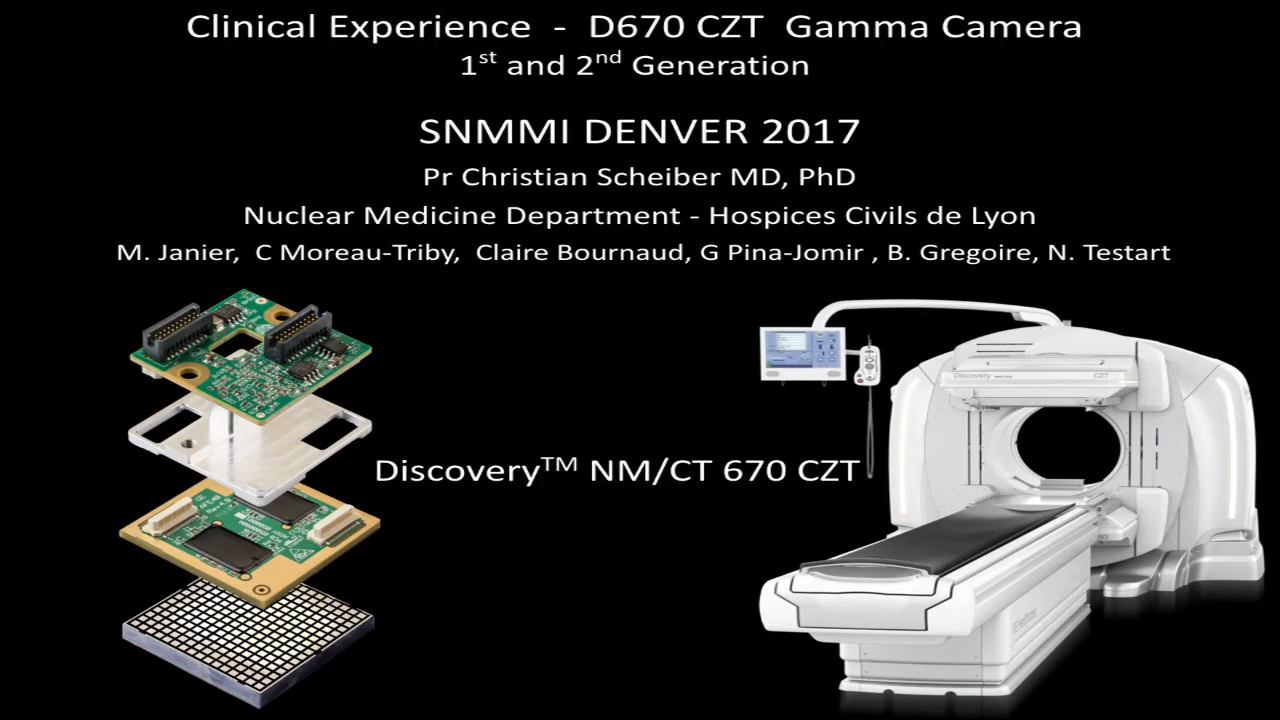 Clinical Experience - D670 CZT Gamma Camera
1st and 2nd Generation
SNMMI DENVER 2017
Pr Christian Scheiber MD, PhD
Nuclear Medicine Department - Hospices Civils de Lyon
M. Janier, C Moreau-Triby, Claire Bournaud, G Pina-Jomir , B. Gregoire, N. Testart
Discovery CZT
DiscoveryTM NM/CT 670 CZT